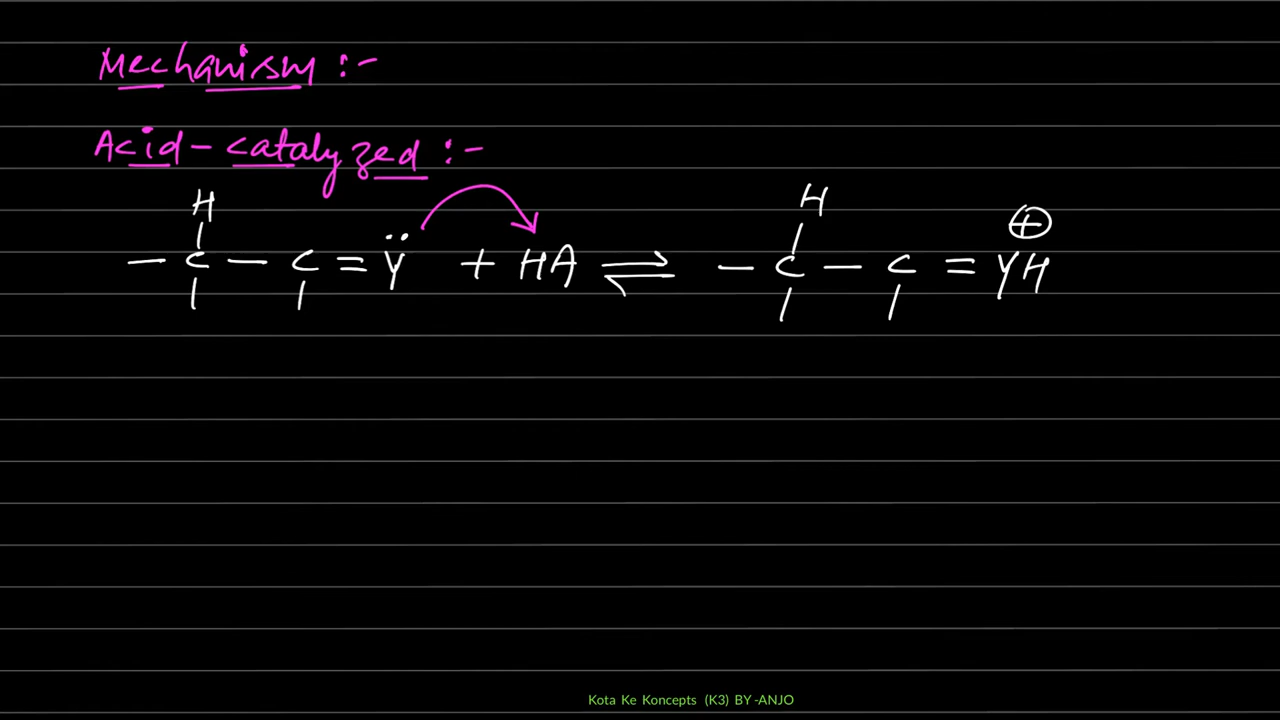 Mechanism :-
Acid-catalyzed :-
H H ⊕
— C — C = Ÿ + HA ⇌ — C — C = YH
Kota Ke Koncepts (K3) BY -ANJO